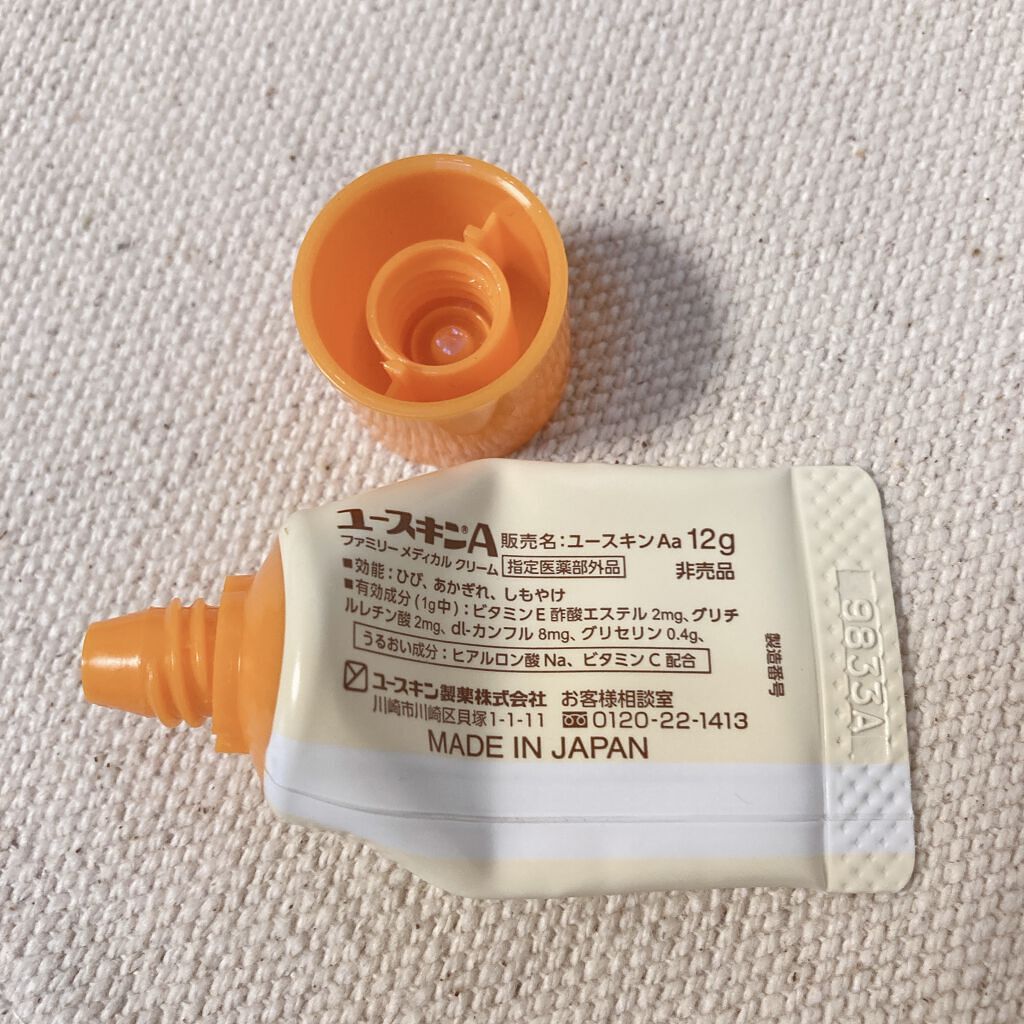 ユースキン®A 販売名:ユースキンAa 12g
ファミリー メディカル クリーム 指定医薬部外品 非売品
■効能:ひび、あかぎれ、しもやけ
■有効成分(1g中):ビタミンE 酢酸エステル 2mg、グリチ
ルレチン酸 2mg、dl-カンフル 8mg、グリセリン 0.4g、
うるおい成分:ヒアルロン酸 Na、ビタミン C 配合
ユースキン製薬株式会社 お客様相談室
川崎市川崎区貝塚1-1-11 0120-22-1413
MADE IN JAPAN
製造番号
9833A